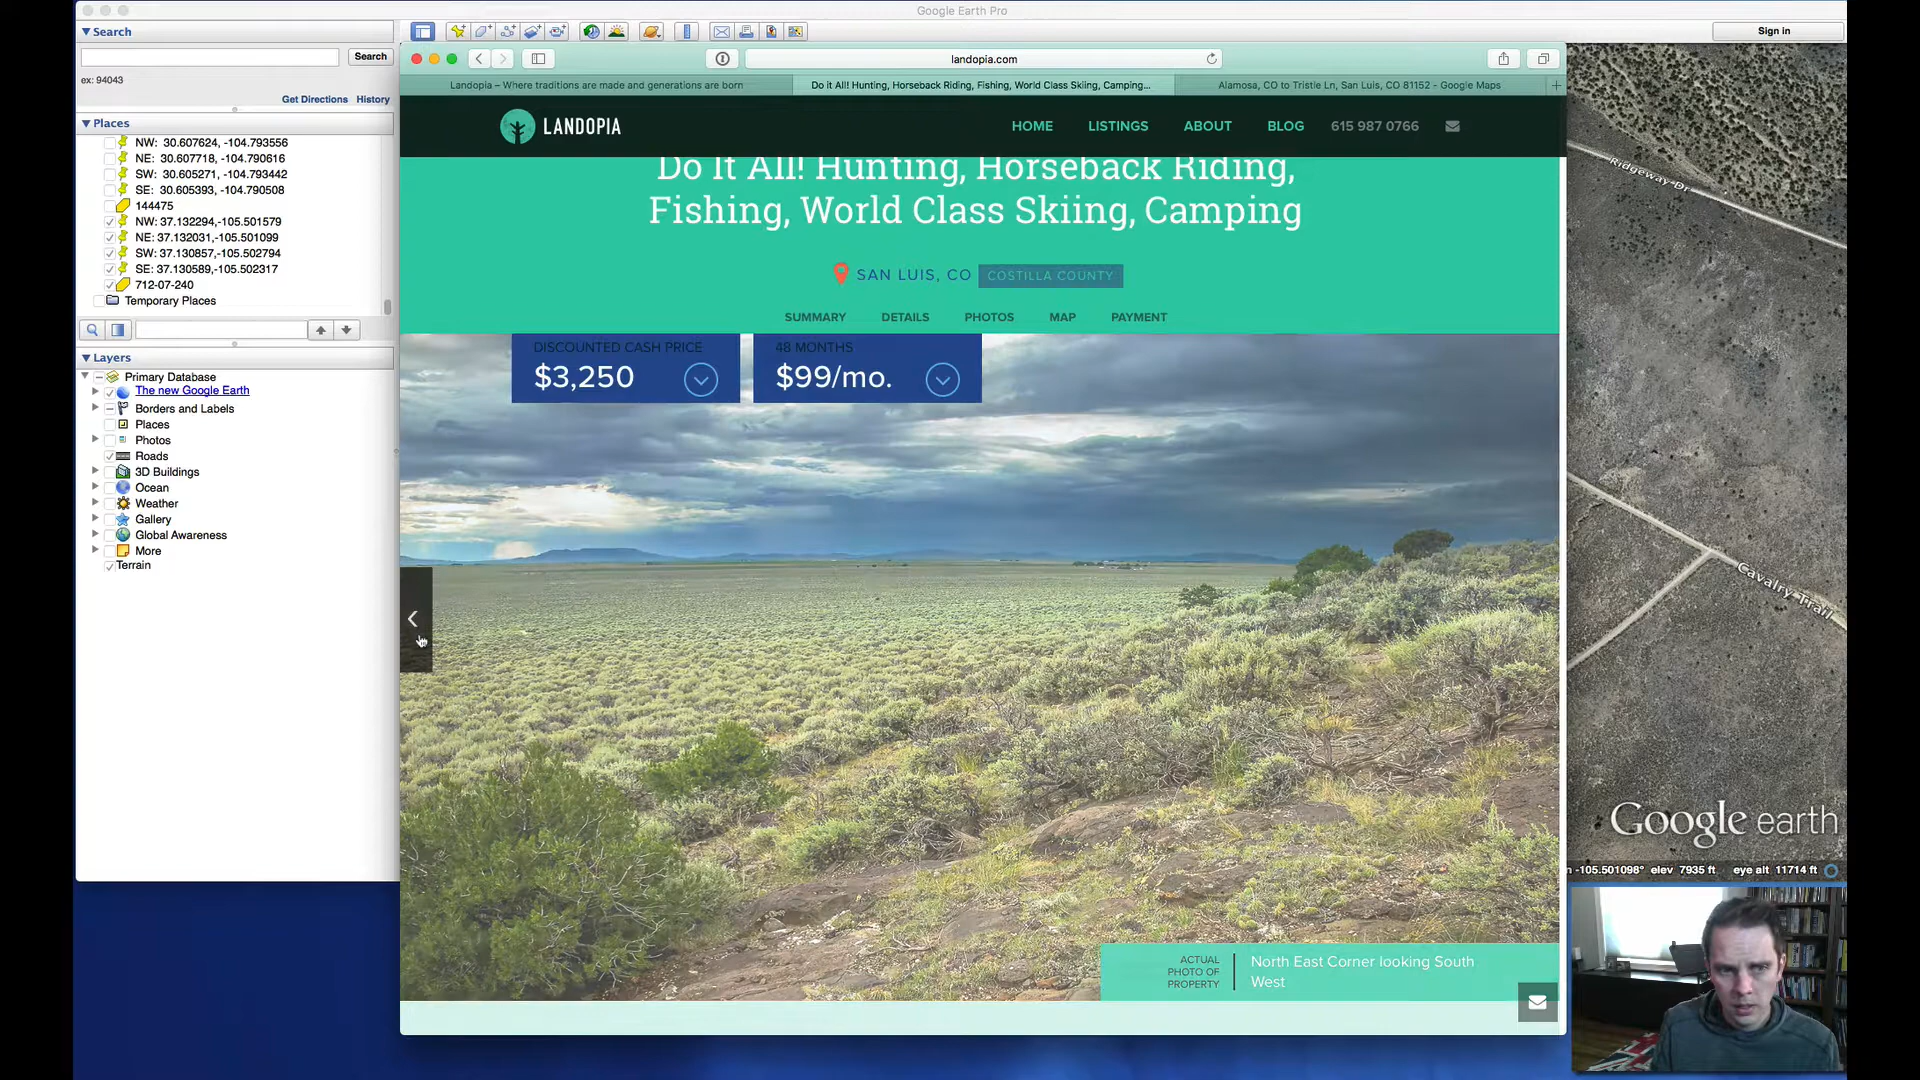 Google Earth Pro
Search
Search
ex: 94043
Get Directions History
Places
NW: 30.607624, -104.793556
NE: 30.607718, -104.790616
SW: 30.605271, -104.793442
SE: 30.605393, -104.790508
144475
NW: 37.132294,-105.501579
NE: 37.132031,-105.501099
SW: 37.130857,-105.502794
SE: 37.130589,-105.502317
712-07-240
Temporary Places
Layers
Primary Database
The new Google Earth
Borders and Labels
Places
Photos
Roads
3D Buildings
Ocean
Weather
Gallery
Global Awareness
More
Terrain
Sign in
landopia.com
Landopia – Where traditions are made and generations are born
Do it All! Hunting, Horseback Riding, Fishing, World Class Skiing, Camping...
Alamosa, CO to Tristle Ln, San Luis, CO 81152 - Google Maps
LANDOPIA
HOME LISTINGS ABOUT BLOG 615 987 0766
Do It All! Hunting, Horseback Riding,
Fishing, World Class Skiing, Camping
SAN LUIS, CO COSTILLA COUNTY
SUMMARY DETAILS PHOTOS MAP PAYMENT
DISCOUNTED CASH PRICE
$3,250
48 MONTHS
$99/mo.
ACTUAL
PHOTO OF
PROPERTY
North East Corner looking South
West
Ridgeway Dr
Cavalry Trail
Google earth
-105.501098° elev 7935 ft eye alt 11714 ft